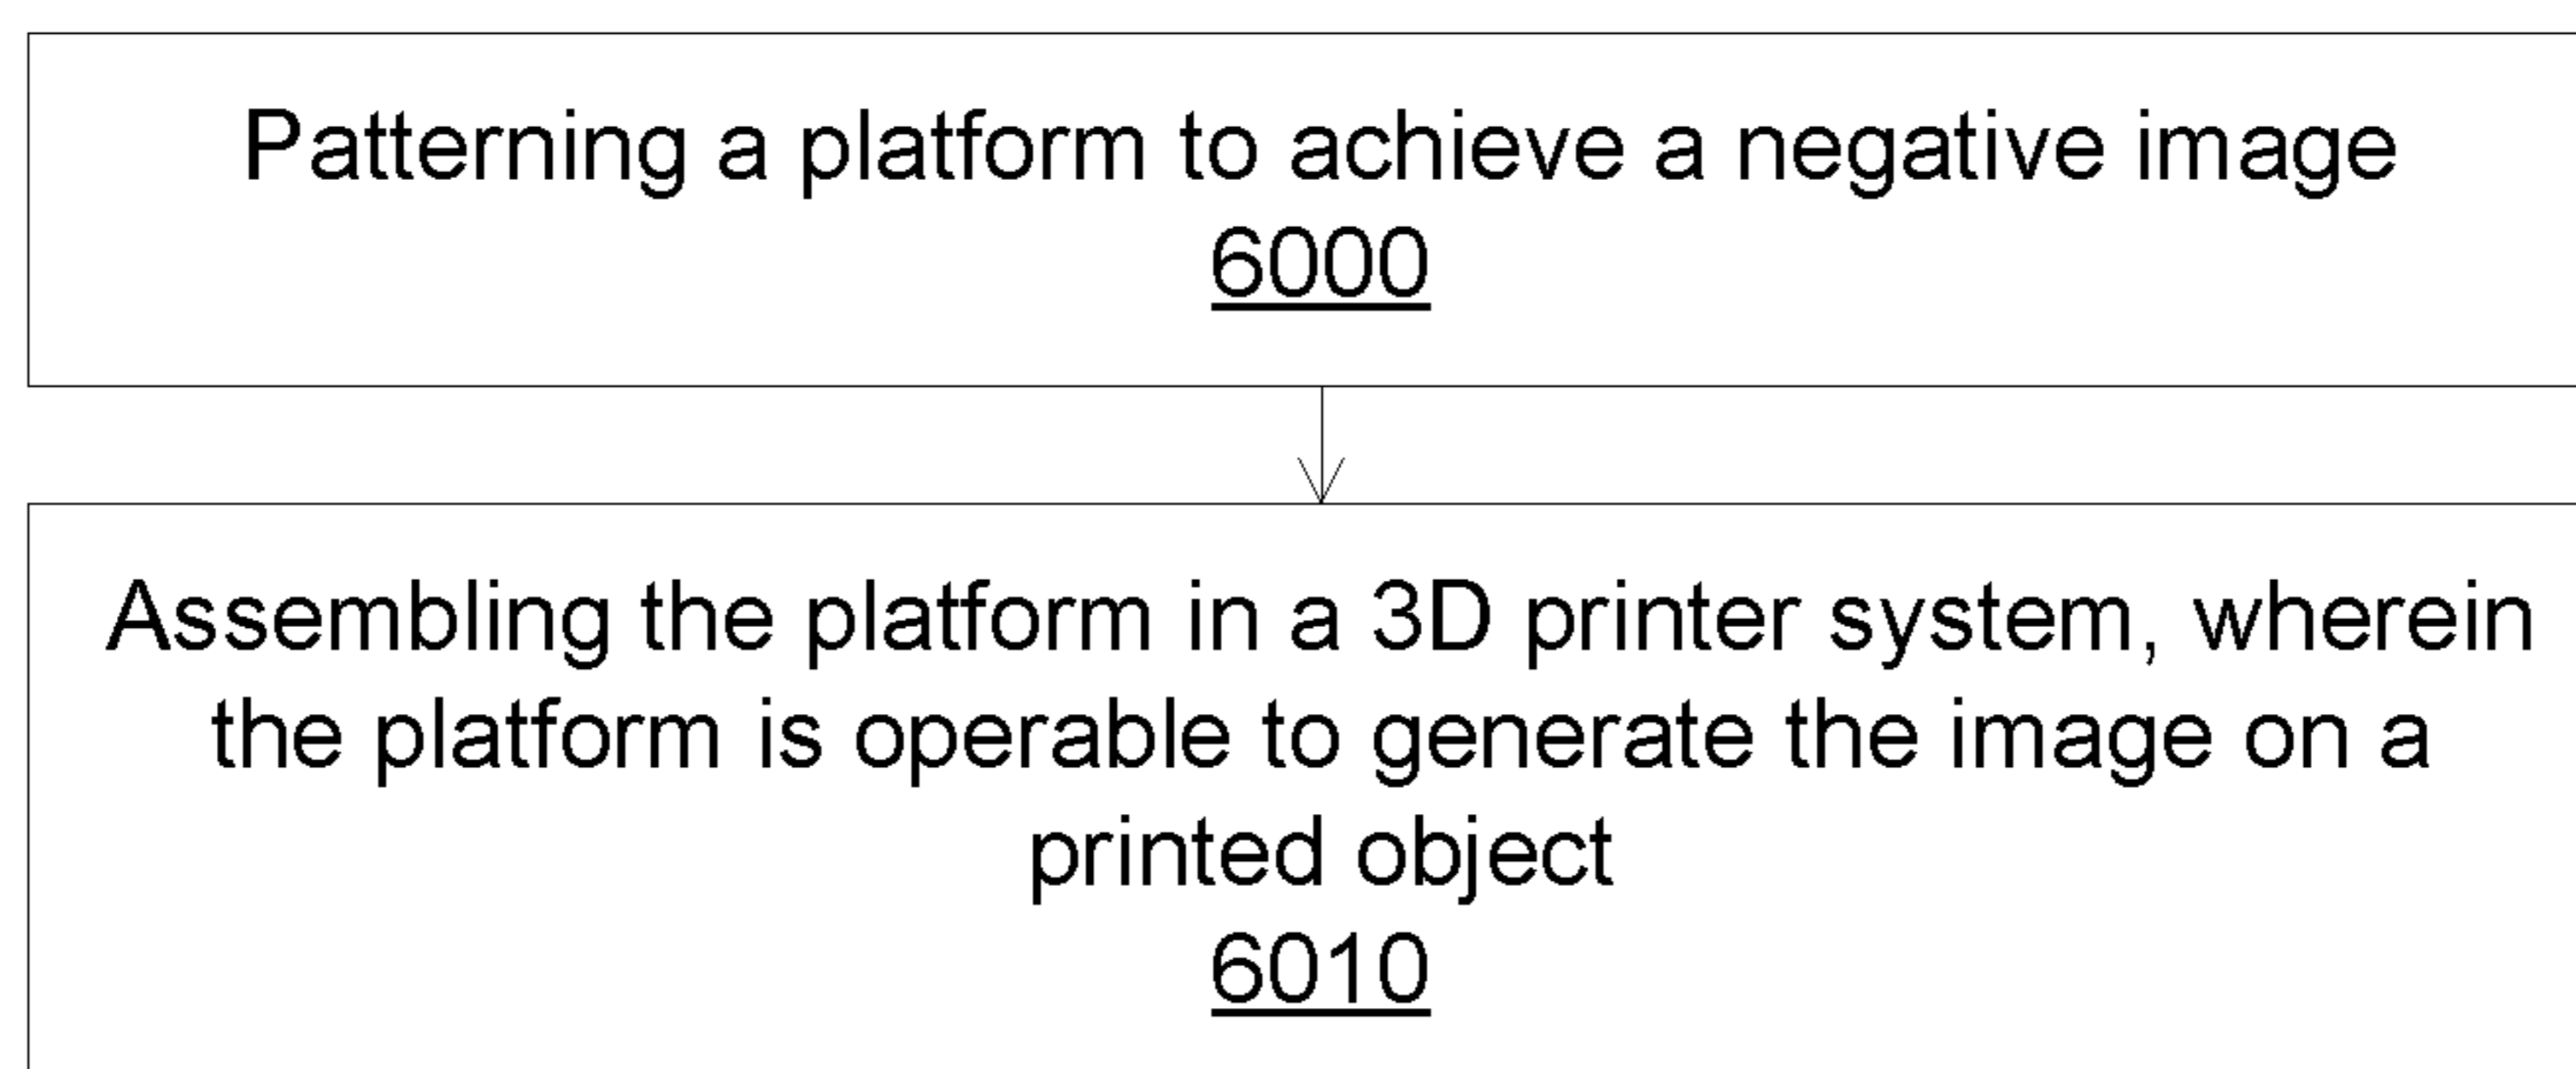 Patterning a platform to achieve a negative image
6000
Assembling the platform in a 3D printer system, wherein
the platform is operable to generate the image on a
printed object
6010